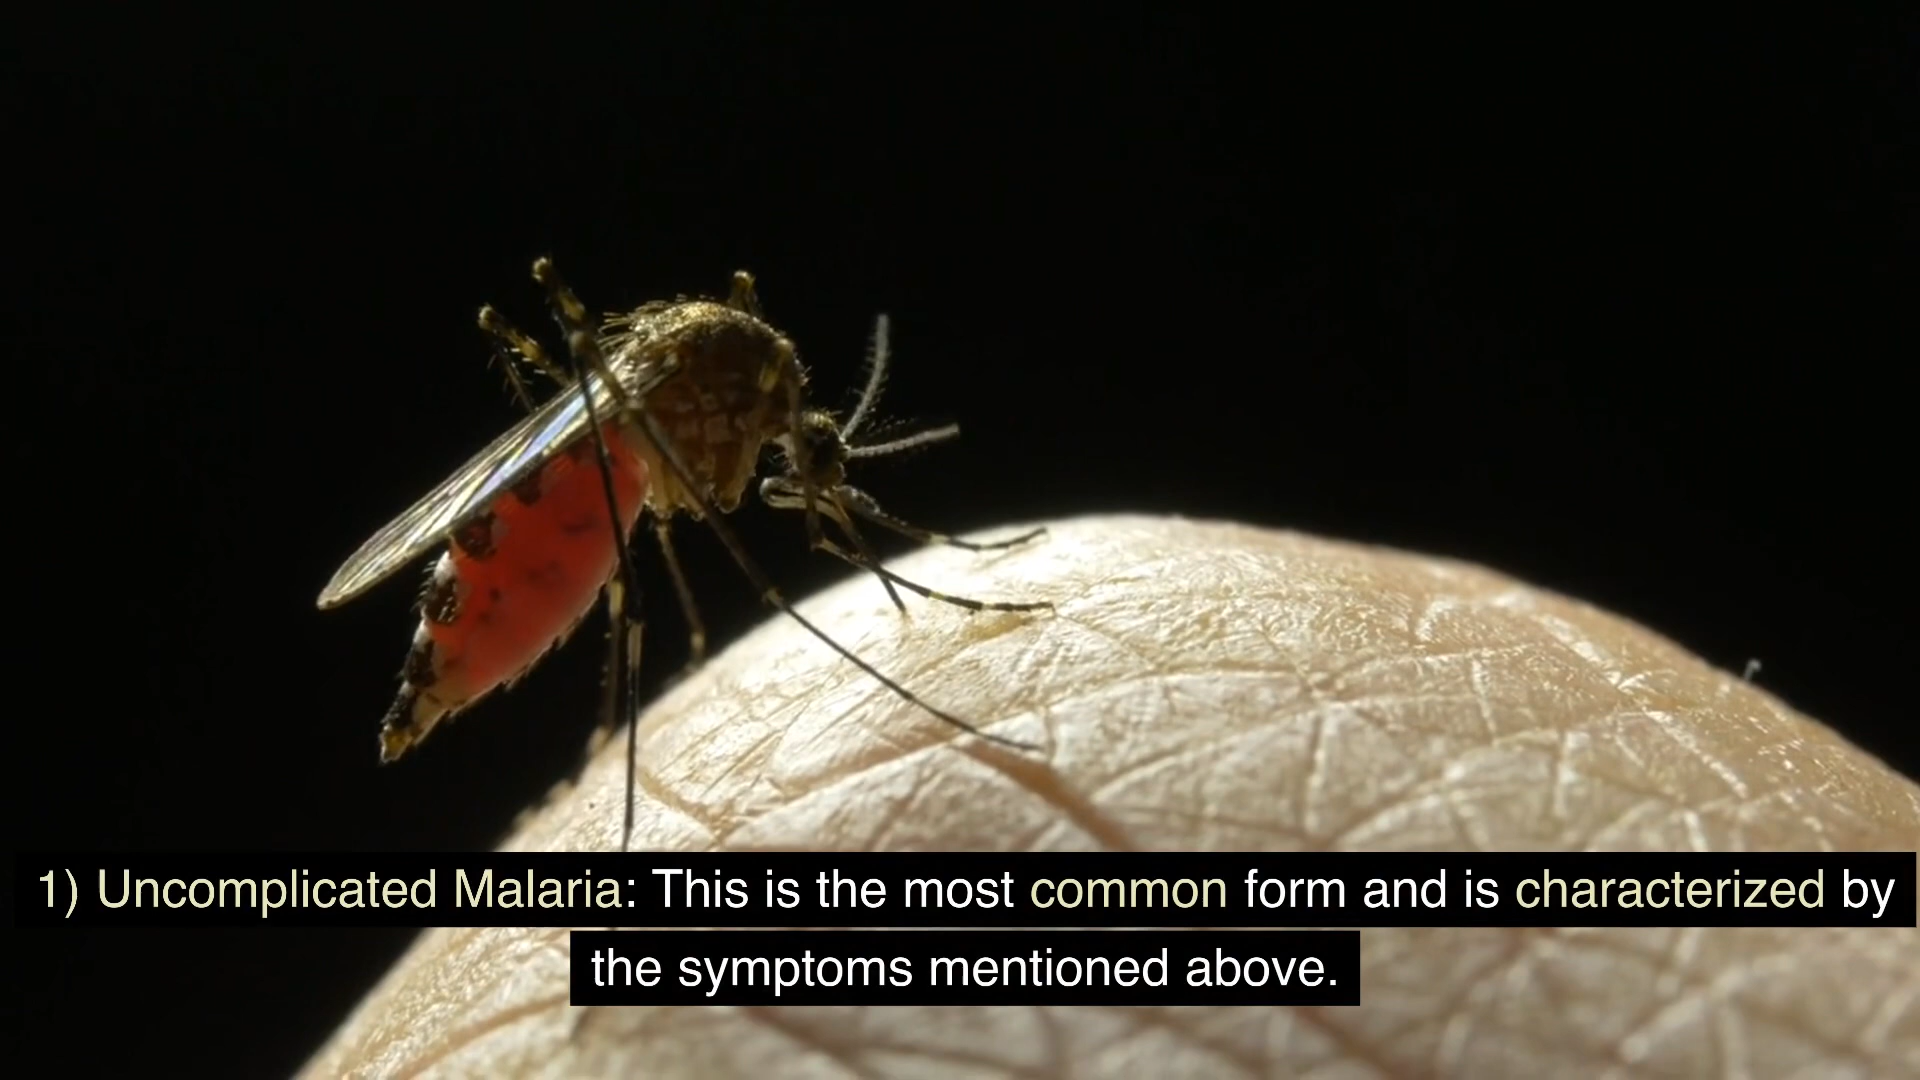 1) Uncomplicated Malaria: This is the most common form and is characterized by
the symptoms mentioned above.